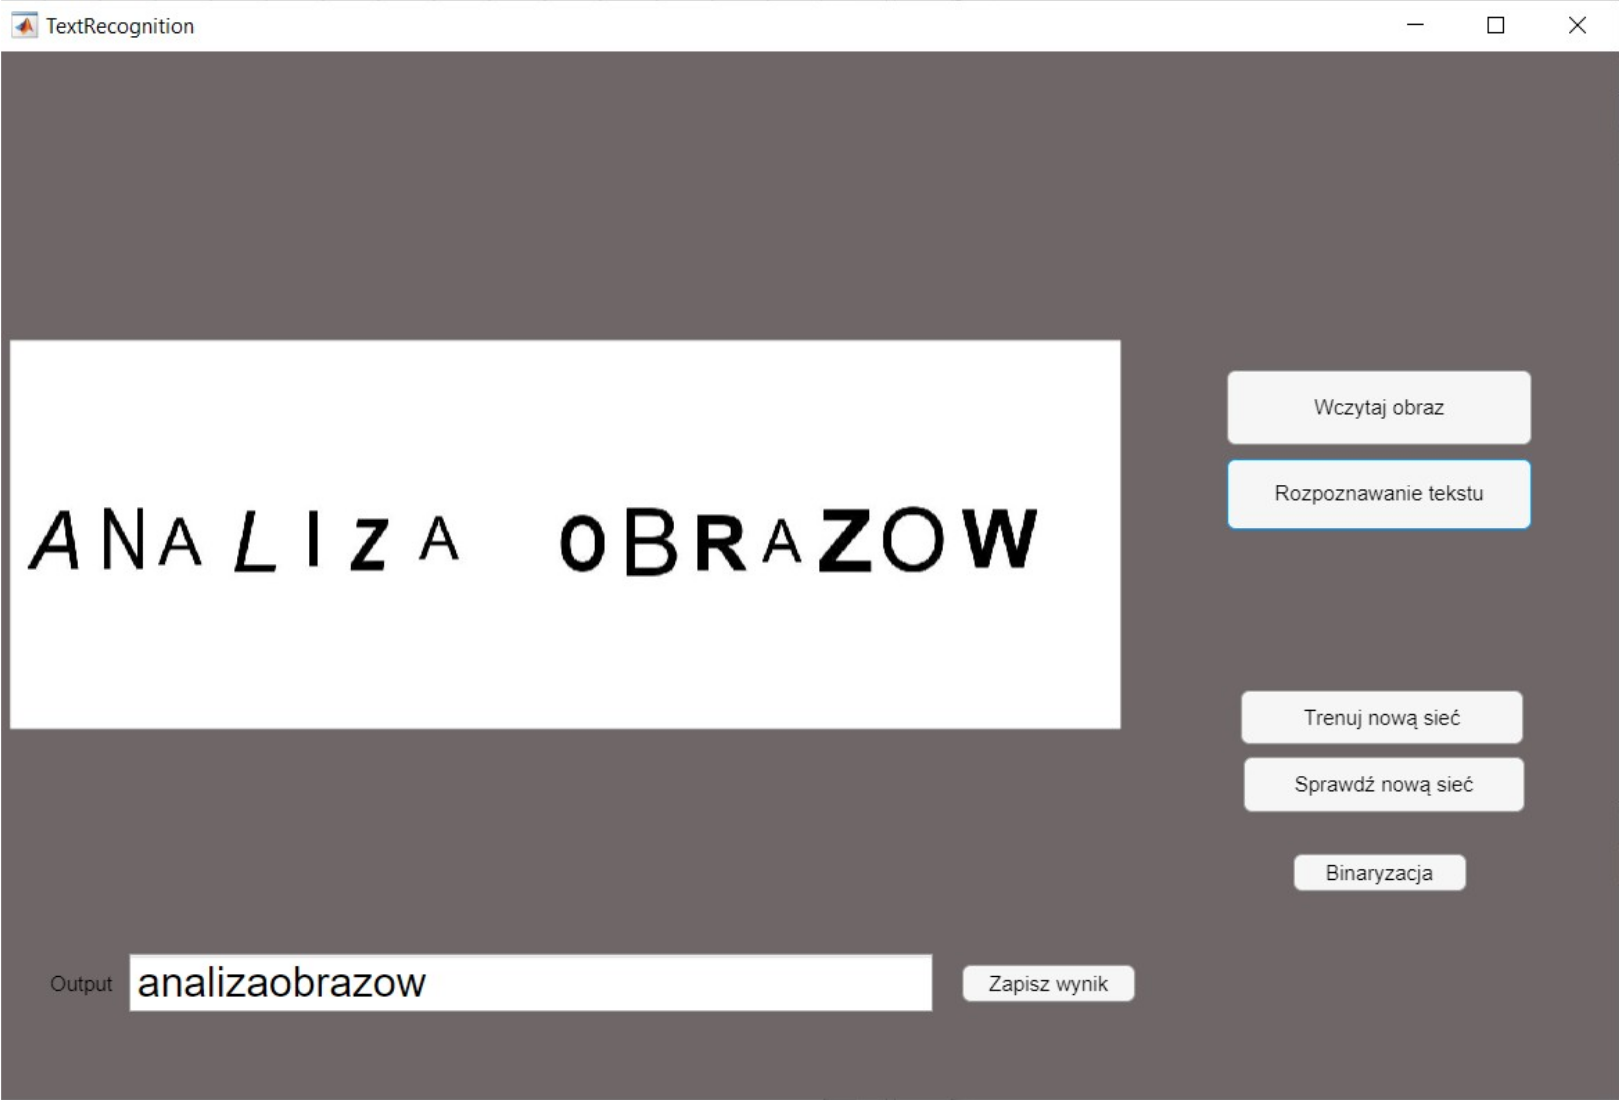 TextRecognition
Wczytaj obraz
Rozpoznawanie tekstu
ANALIZA OBRAZOW
Trenuj nową sieć
Sprawdź nową sieć
Binaryzacja
Output analizaobrazow Zapisz wynik